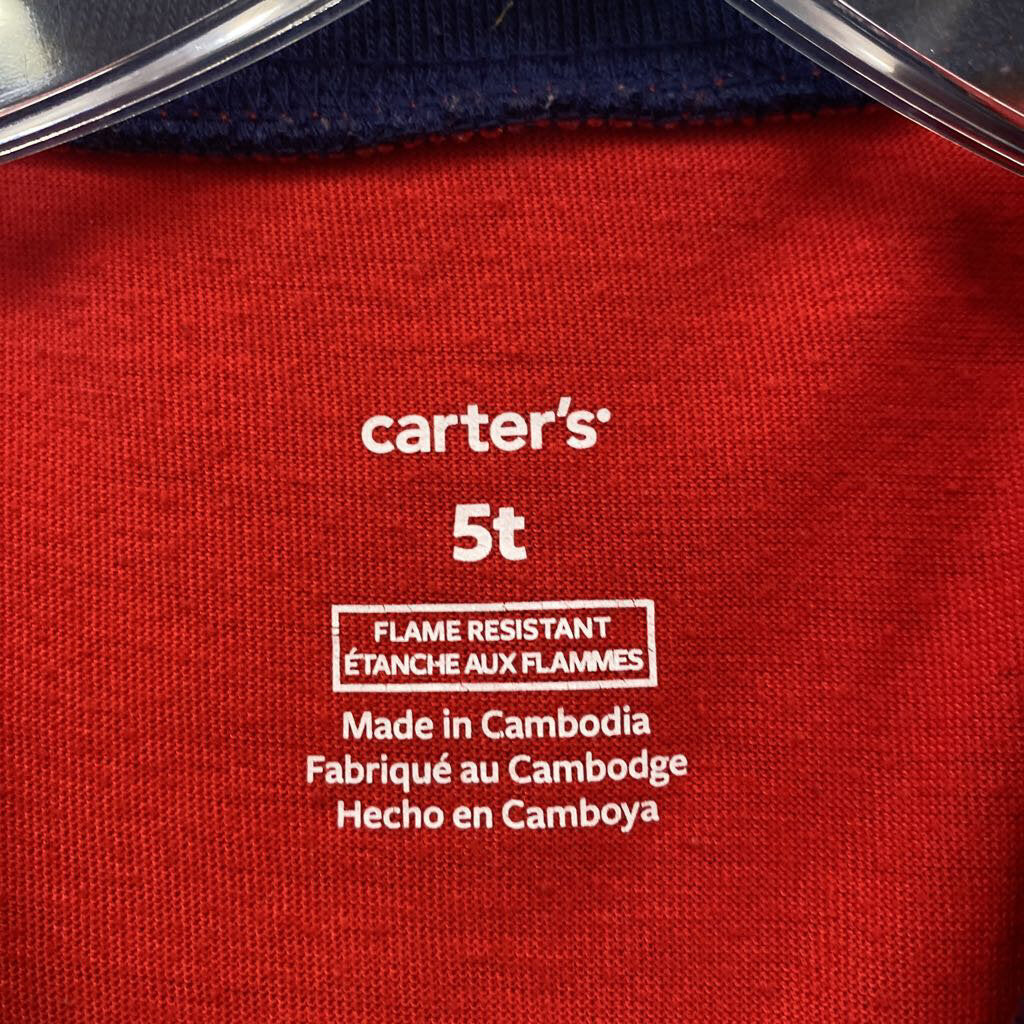 carter's
5t
FLAME RESISTANT
ÉTANCHE AUX FLAMMES
Made in Cambodia
Fabriqué au Cambodge
Hecho en Camboya